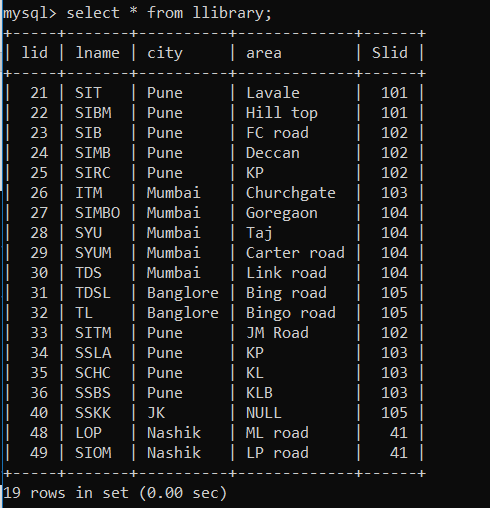 mysql> select * from llibrary;
+-----+-------+----------+-------------+------+
| lid | lname | city     | area        | Slid |
+-----+-------+----------+-------------+------+
|  21 | SIT   | Pune     | Lavale      |  101 |
|  22 | SIBM  | Pune     | Hill top    |  101 |
|  23 | SIB   | Pune     | FC road     |  102 |
|  24 | SIMB  | Pune     | Deccan      |  102 |
|  25 | SIRC  | Pune     | KP          |  102 |
|  26 | ITM   | Mumbai   | Churchgate  |  103 |
|  27 | SIMBO | Mumbai   | Goregaon    |  104 |
|  28 | SYU   | Mumbai   | Taj         |  104 |
|  29 | SYUM  | Mumbai   | Carter road |  104 |
|  30 | TDS   | Mumbai   | Link road   |  104 |
|  31 | TDSL  | Banglore | Bing road   |  105 |
|  32 | TL    | Banglore | Bingo road  |  105 |
|  33 | SITM  | Pune     | JM Road     |  102 |
|  34 | SSLA  | Pune     | KP          |  103 |
|  35 | SCHC  | Pune     | KL          |  103 |
|  36 | SSBS  | Pune     | KLB         |  103 |
|  40 | SSKK  | JK       | NULL        |  105 |
|  48 | LOP   | Nashik   | ML road     |   41 |
|  49 | SIOM  | Nashik   | LP road     |   41 |
+-----+-------+----------+-------------+------+
19 rows in set (0.00 sec)